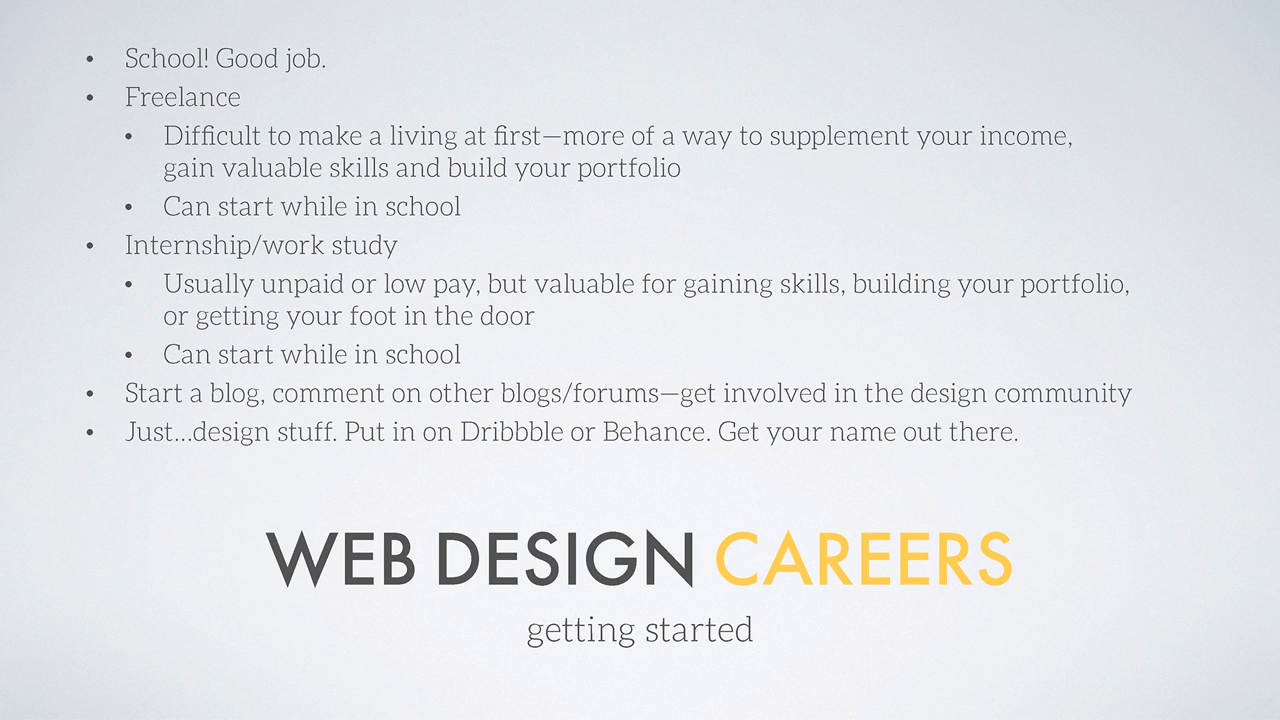 • School! Good job.
• Freelance
• Difficult to make a living at first—more of a way to supplement your income,
gain valuable skills and build your portfolio
• Can start while in school
• Internship/work study
• Usually unpaid or low pay, but valuable for gaining skills, building your portfolio,
or getting your foot in the door
• Can start while in school
• Start a blog, comment on other blogs/forums—get involved in the design community
• Just...design stuff. Put in on Dribbble or Behance. Get your name out there.
WEB DESIGN CAREERS
getting started